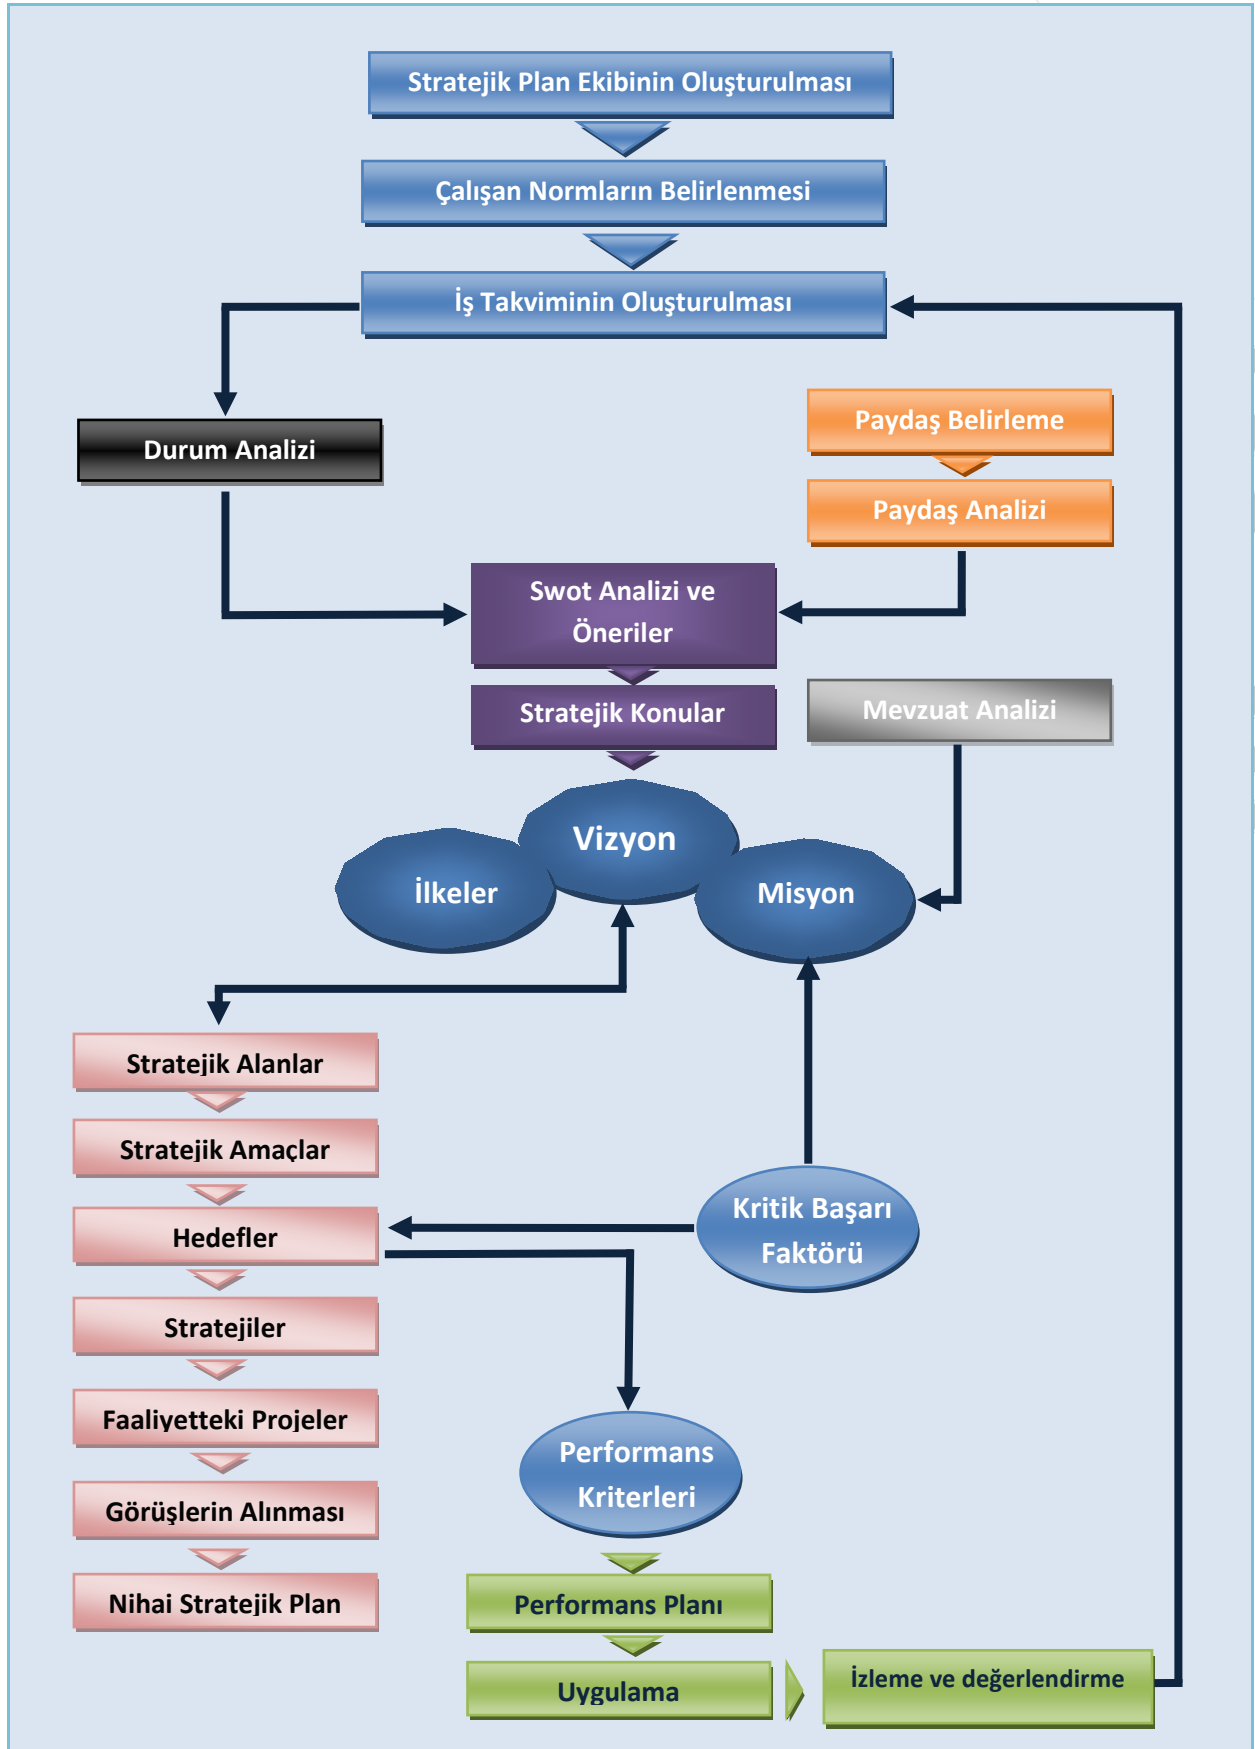 Stratejik Plan Ekibinin Oluşturulması
Çalışan Normların Belirlenmesi
İş Takviminin Oluşturulması
Durum Analizi
Paydaş Belirleme
Paydaş Analizi
Swot Analizi ve
Öneriler
Stratejik Konular
Mevzuat Analizi
Vizyon
İlkeler
Misyon
Stratejik Alanlar
Stratejik Amaçlar
Hedefler
Kritik Başarı
Faktörü
Stratejiler
Faaliyetteki Projeler
Performans
Kriterleri
Görüşlerin Alınması
Nihai Stratejik Plan
Performans Planı
Uygulama
İzleme ve değerlendirme